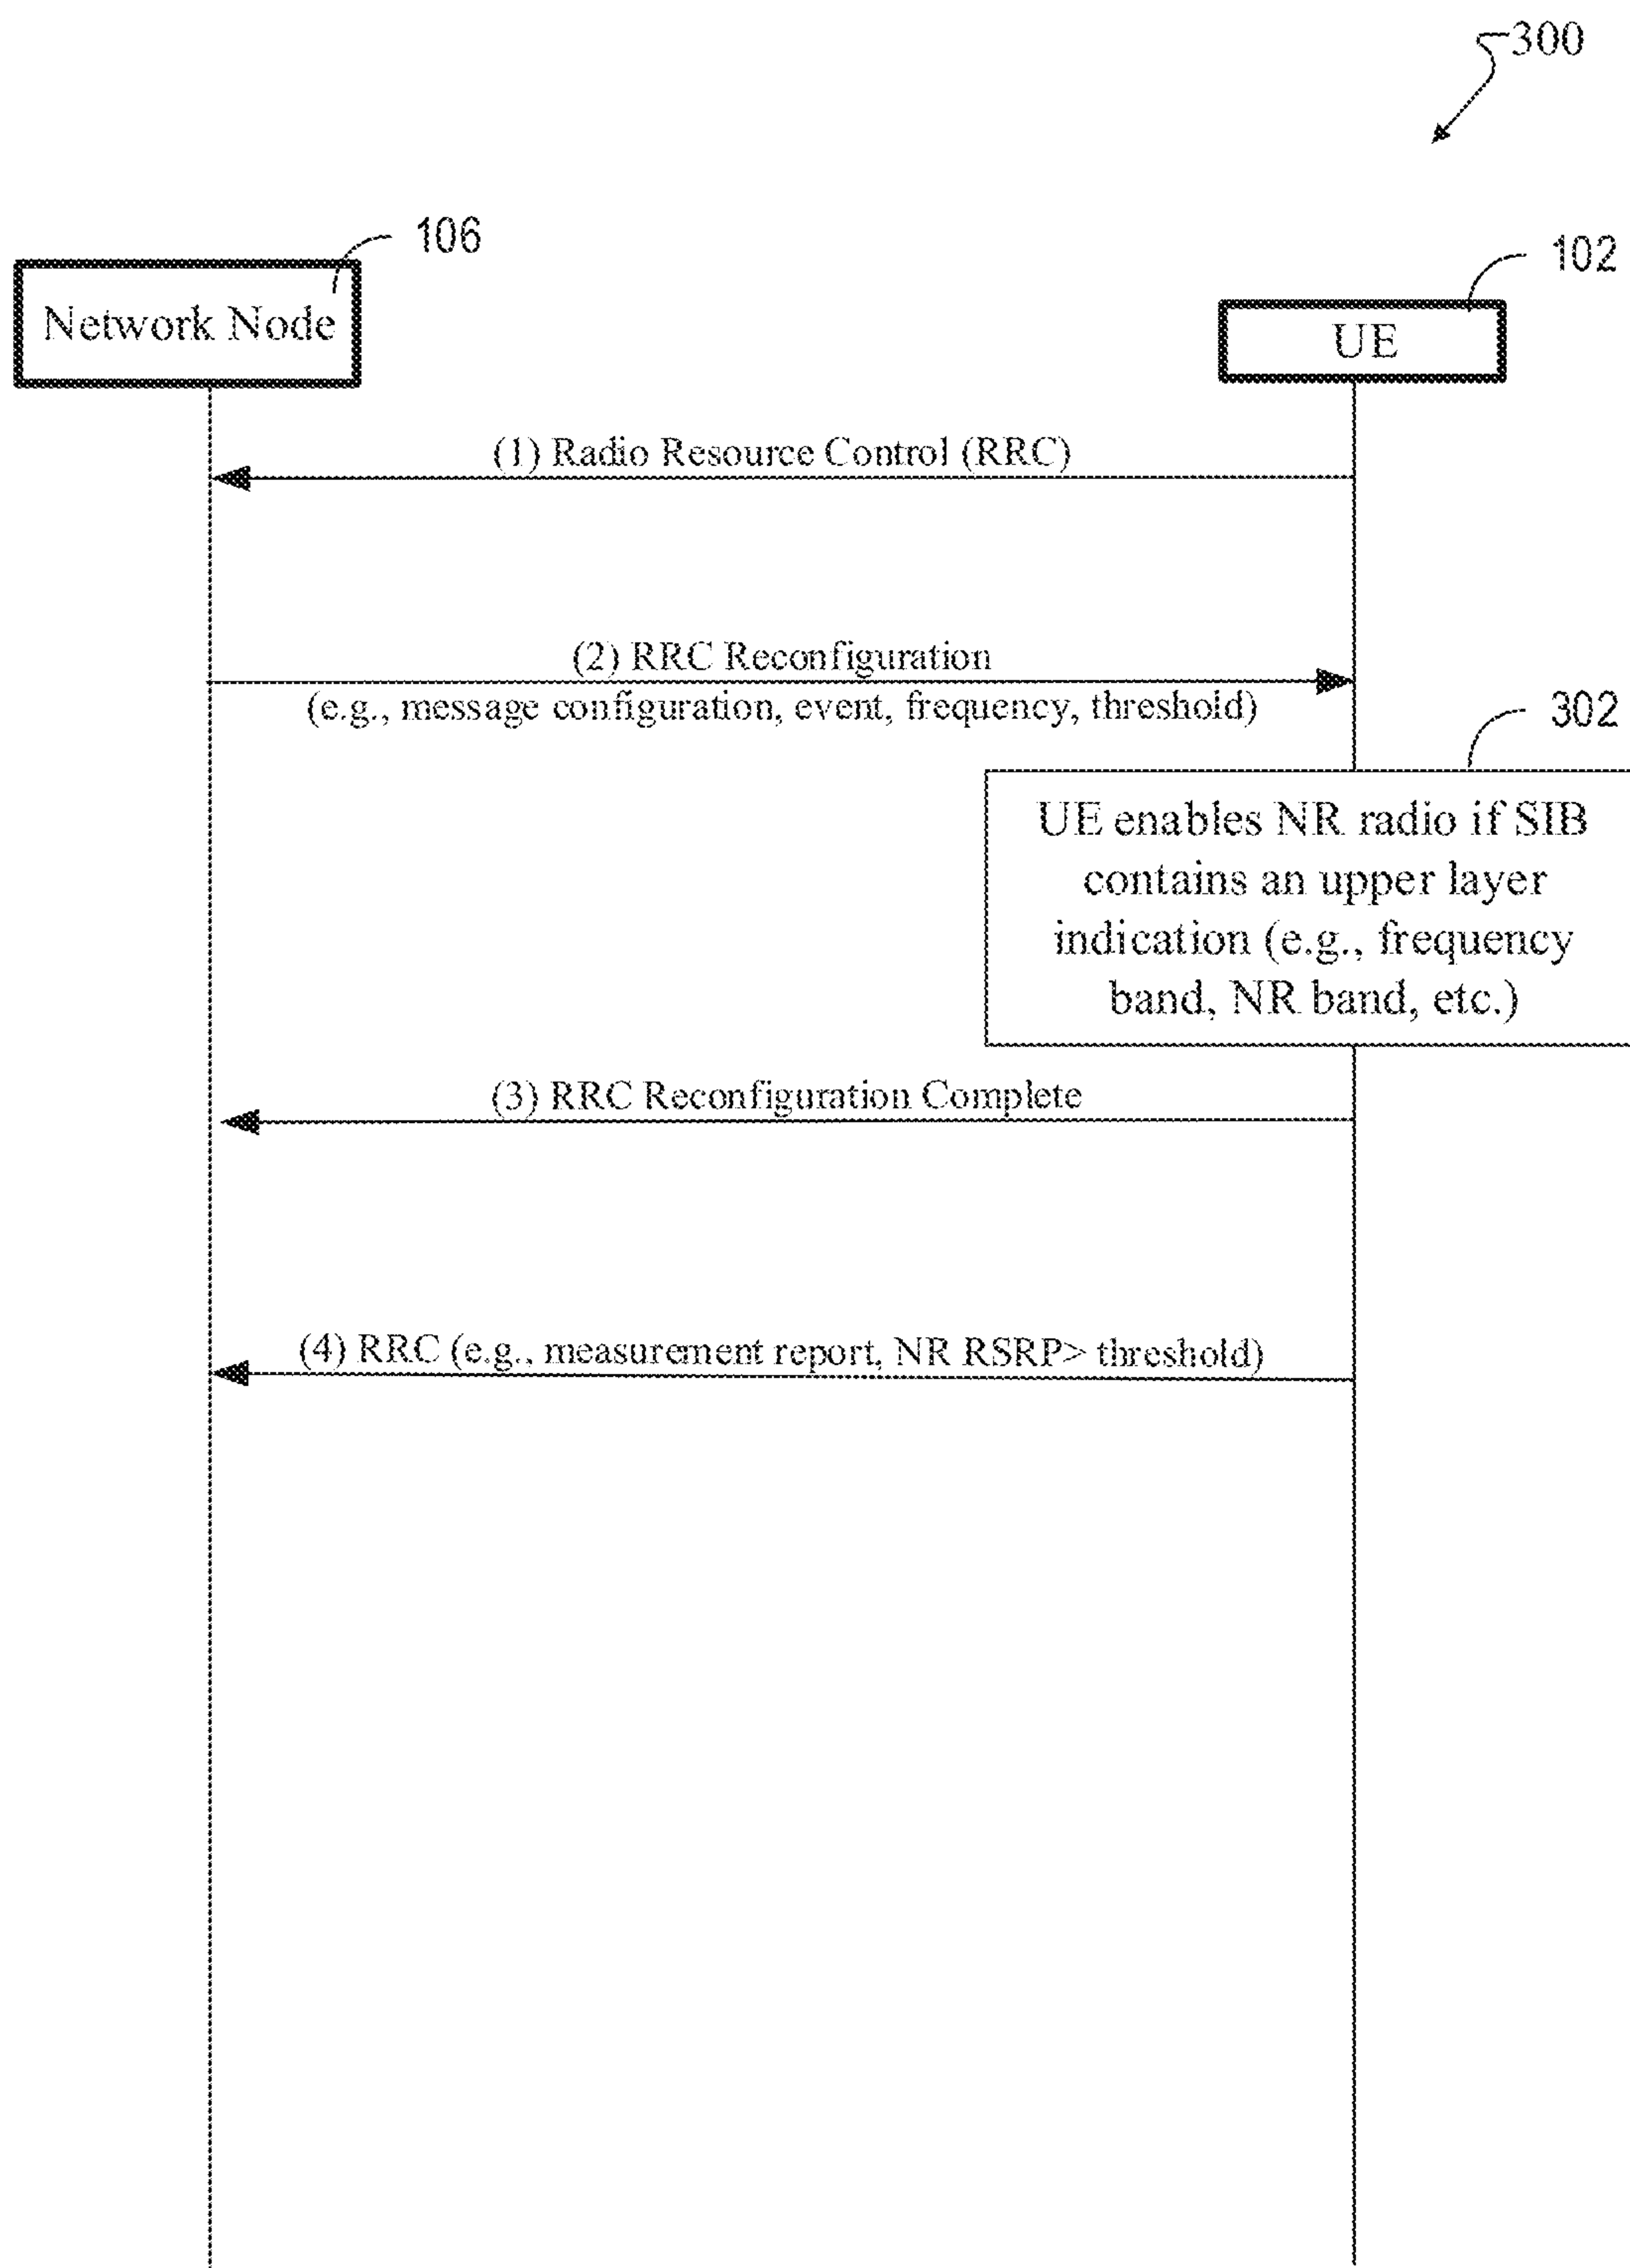 300
106
102
Network Node
UE
(1) Radio Resource Control (RRC)
(2) RRC Reconfiguration
(e.g., message configuration, event, frequency, threshold)
302
UE enables NR radio if SIB
contains an upper layer
indication (e.g., frequency
band, NR band, etc.)
(3) RRC Reconfiguration Complete
(4) RRC (e.g., measurement report, NR RSRP> threshold)